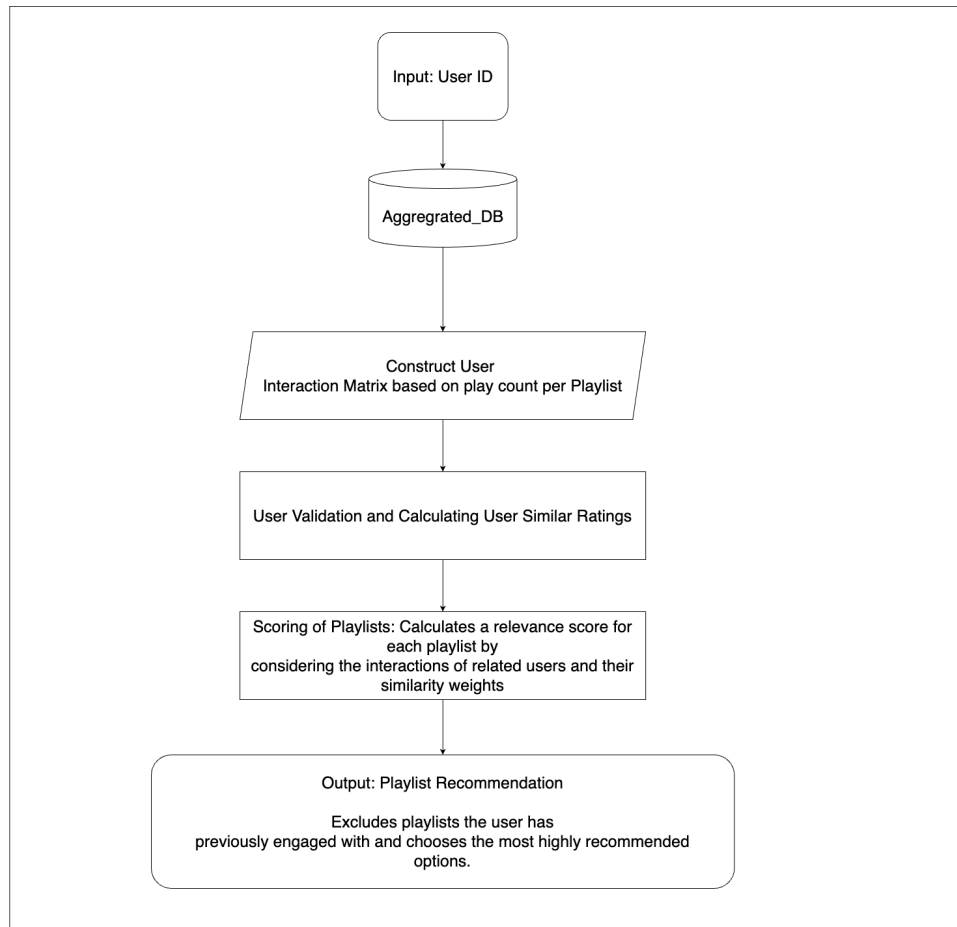 Input: User ID
Aggregrated_DB
Construct User
Interaction Matrix based on play count per Playlist
User Validation and Calculating User Similar Ratings
Scoring of Playlists: Calculates a relevance score for
each playlist by
considering the interactions of related users and their
similarity weights
Output: Playlist Recommendation
Excludes playlists the user has
previously engaged with and chooses the most highly recommended
options.